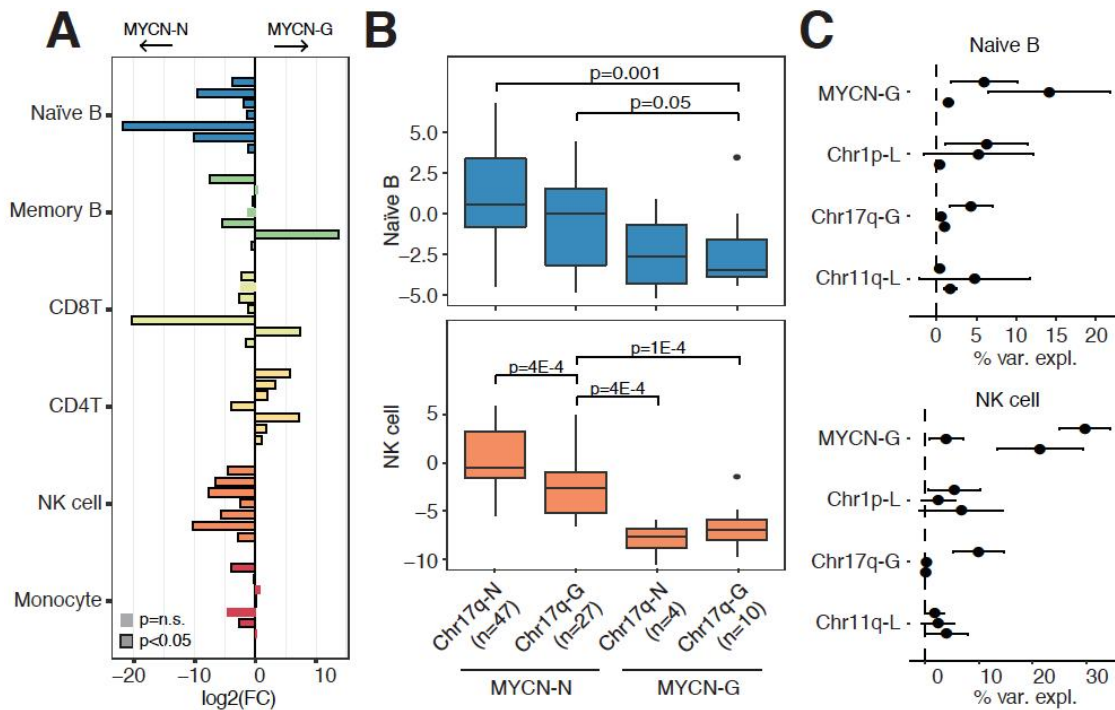 A
MYCN-N
MYCN-G
Naïve B
Memory B
CD8T
CD4T
NK cell
Monocyte
p=n.s.
p<0.05
−20 −10 0 10
log2(FC)
B
p=0.001
p=0.05
Naïve B
5.0
2.5
0.0
−2.5
−5.0
p=1E-4
p=4E-4
p=4E-4
NK cell
5
0
−5
−10
Chr17q-N
(n=47)
Chr17q-G
(n=27)
Chr17q-N
(n=4)
Chr17q-G
(n=10)
MYCN-N
MYCN-G
C
Naive B
MYCN-G
Chr1p-L
Chr17q-G
Chr11q-L
0 5 10 15 20
% var. expl.
NK cell
MYCN-G
Chr1p-L
Chr17q-G
Chr11q-L
0 10 20 30
% var. expl.